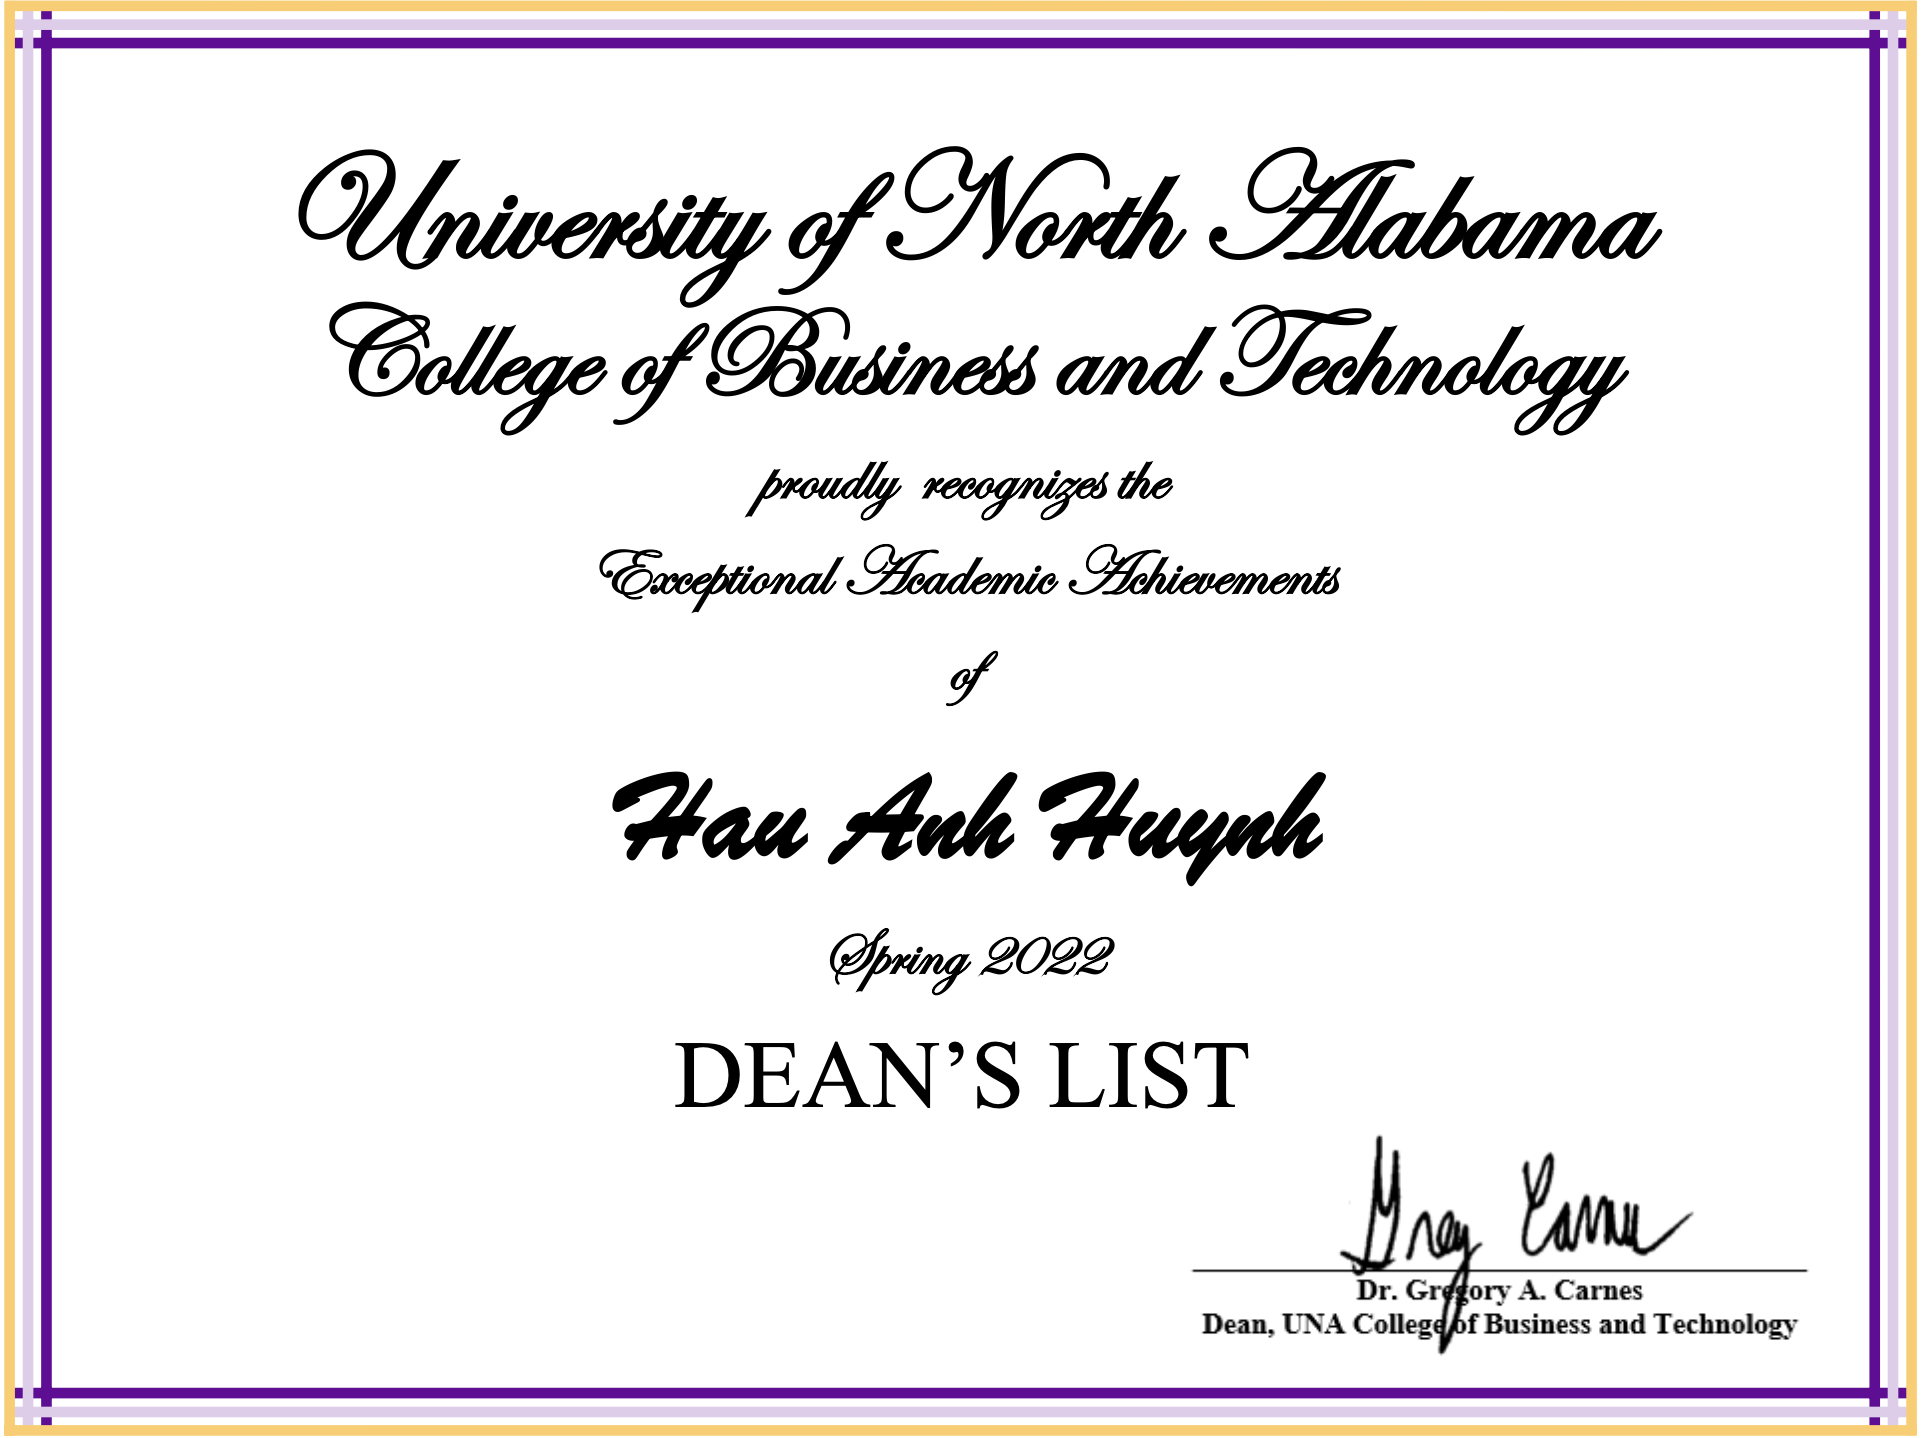 University of North Alabama
College of Business and Technology
proudly recognizes the
Exceptional Academic Achievements
of
Hau Anh Huynh
Spring 2022
DEAN’S LIST
Greg Carnes
Dr. Gregory A. Carnes
Dean, UNA College of Business and Technology